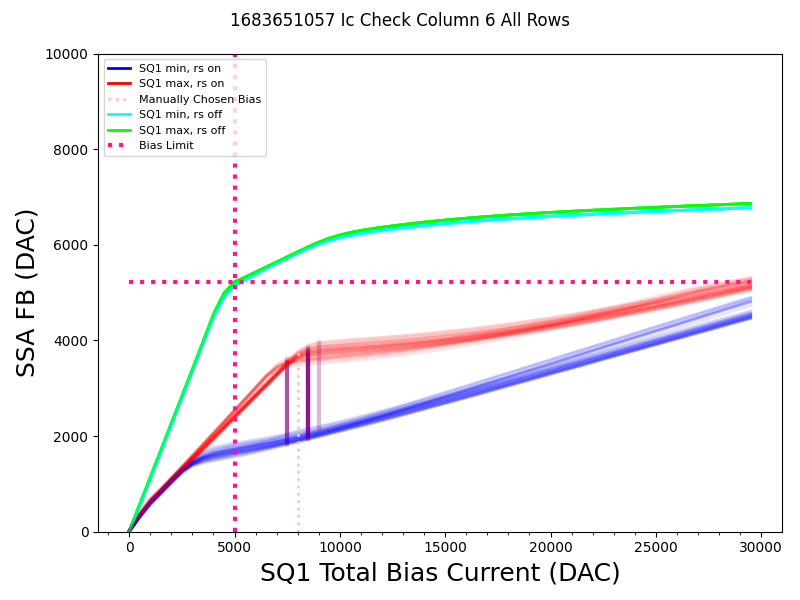 1683651057 Ic Check Column 6 All Rows
10000
8000
6000
4000
2000
0
SSA FB (DAC)
SQ1 min, rs on
SQ1 max, rs on
Manually Chosen Bias
SQ1 min, rs off
SQ1 max, rs off
Bias Limit
0 5000 10000 15000 20000 25000 30000
SQ1 Total Bias Current (DAC)